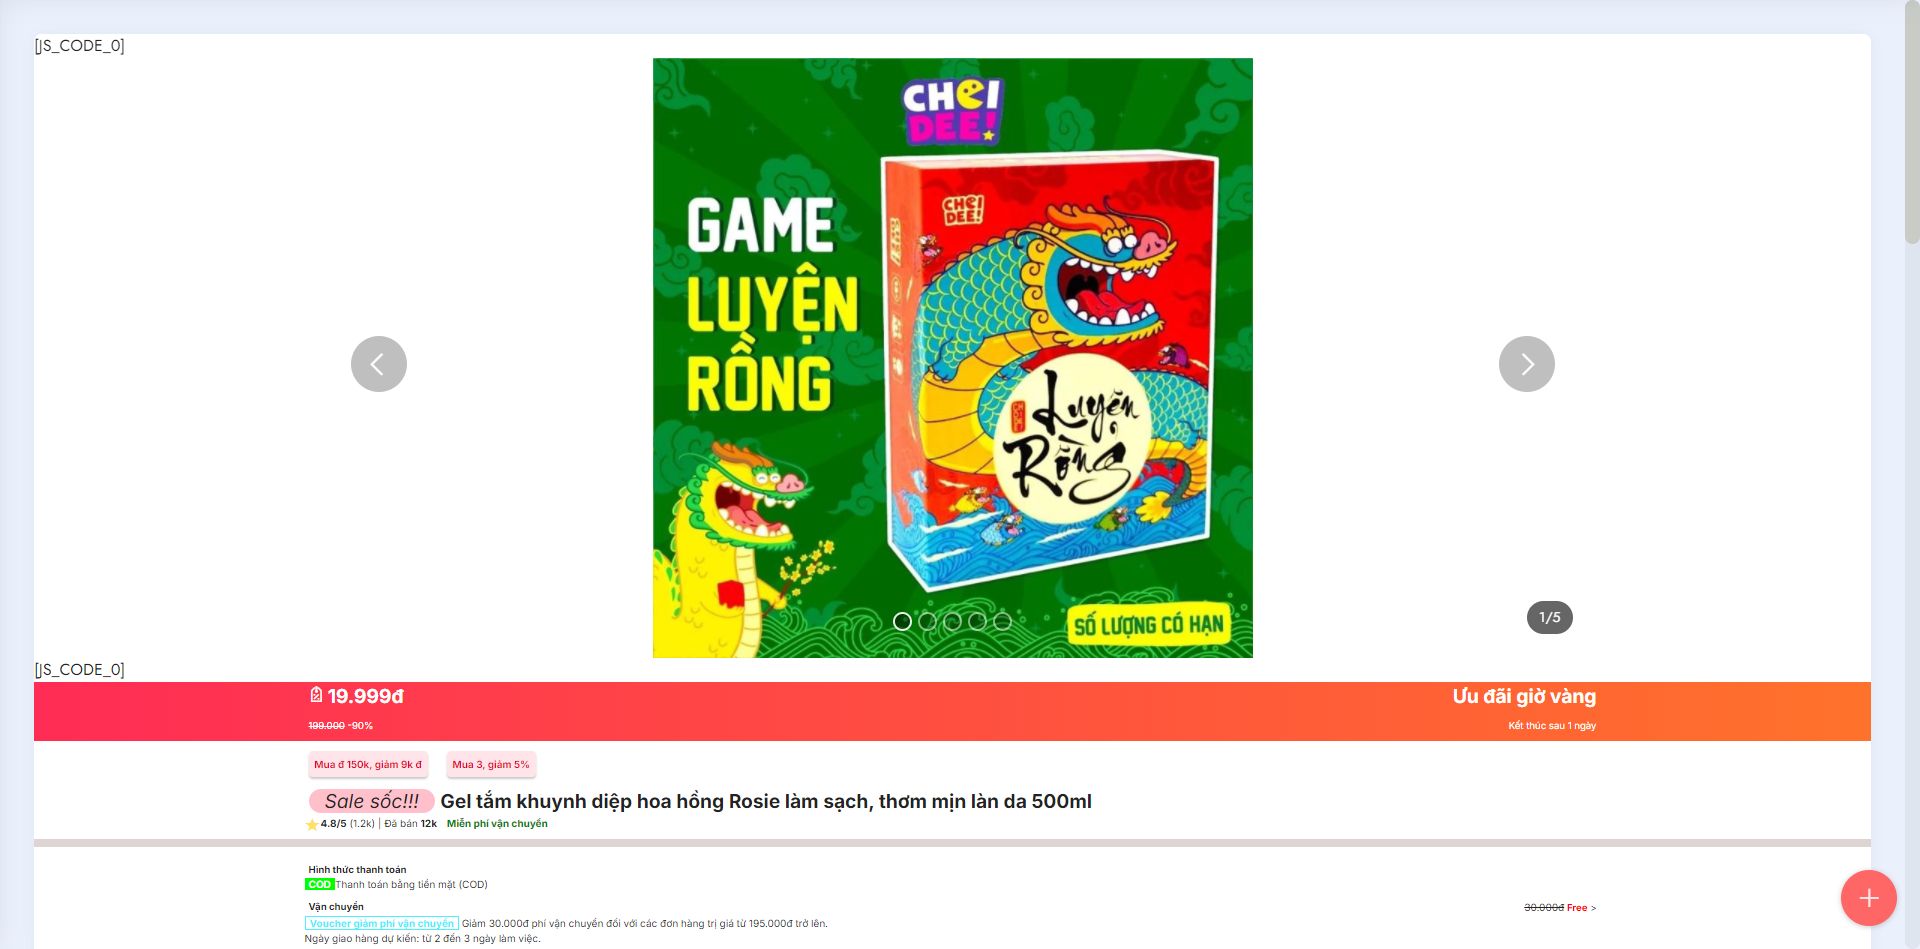 [JS_CODE_0]
CHEI
DEE!
GAME
LUYỆN
RỒNG
CHEI
DEE!
Luyện
Rồng
SỐ LƯỢNG CÓ HẠN
1/5
[JS_CODE_0]
19.999đ
Ưu đãi giờ vàng
199.000 -90%
Kết thúc sau 1 ngày
Mua đ 150k, giảm 9k đ
Mua 3, giảm 5%
Sale sốc!!! Gel tắm khuynh diệp hoa hồng Rosie làm sạch, thơm mịn làn da 500ml
4.8/5 (1.2k) | Đã bán 12k Miễn phí vận chuyển
Hình thức thanh toán
COD Thanh toán bằng tiền mặt (COD)
Vận chuyển
30.000đ Free >
Voucher giảm phí vận chuyển Giảm 30.000đ phí vận chuyển đối với các đơn hàng trị giá từ 195.000đ trở lên.
Ngày giao hàng dự kiến: từ 2 đến 3 ngày làm việc.